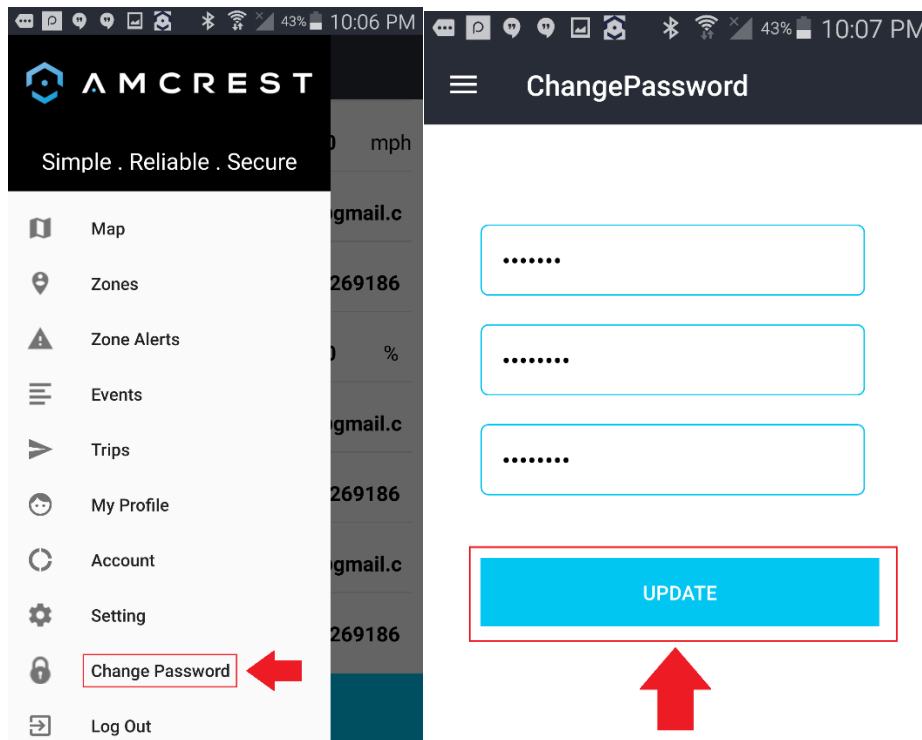 43% 10:06 PM
AMCREST
Simple . Reliable . Secure
mph
gmail.c
269186
%
gmail.c
269186
gmail.c
269186
Map
Zones
Zone Alerts
Events
Trips
My Profile
Account
Setting
Change Password
Log Out
43% 10:07 PM
ChangePassword
•••••••
••••••••
••••••••
UPDATE